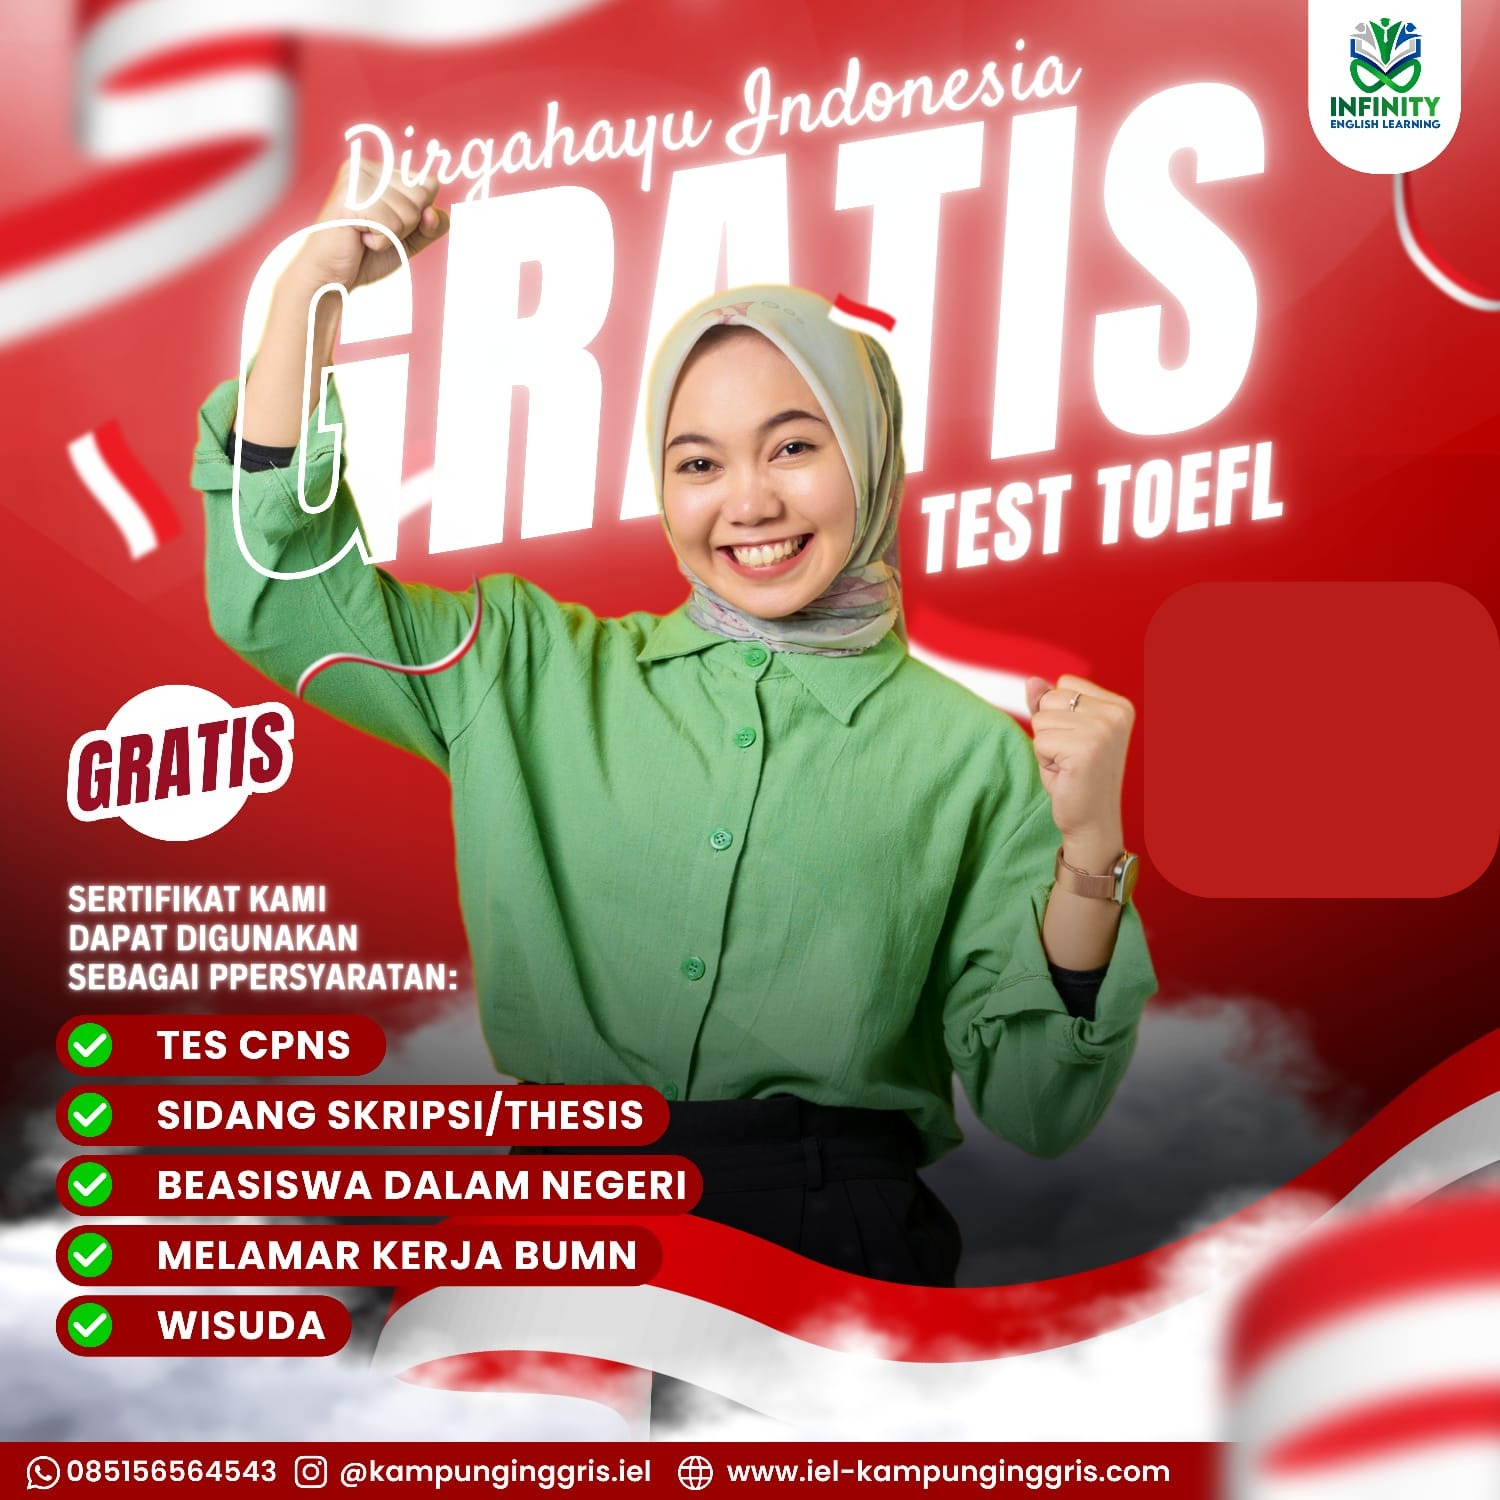 Dirgahayu Indonesia
GRATIS
TEST TOEFL
INFINITY
ENGLISH LEARNING
GRATIS
SERTIFIKAT KAMI
DAPAT DIGUNAKAN
SEBAGAI PPERSYARATAN:
TES CPNS
SIDANG SKRIPSI/THESIS
BEASISWA DALAM NEGERI
MELAMAR KERJA BUMN
WISUDA
085156564543 @kampunginggris.iel www.iel-kampunginggris.com